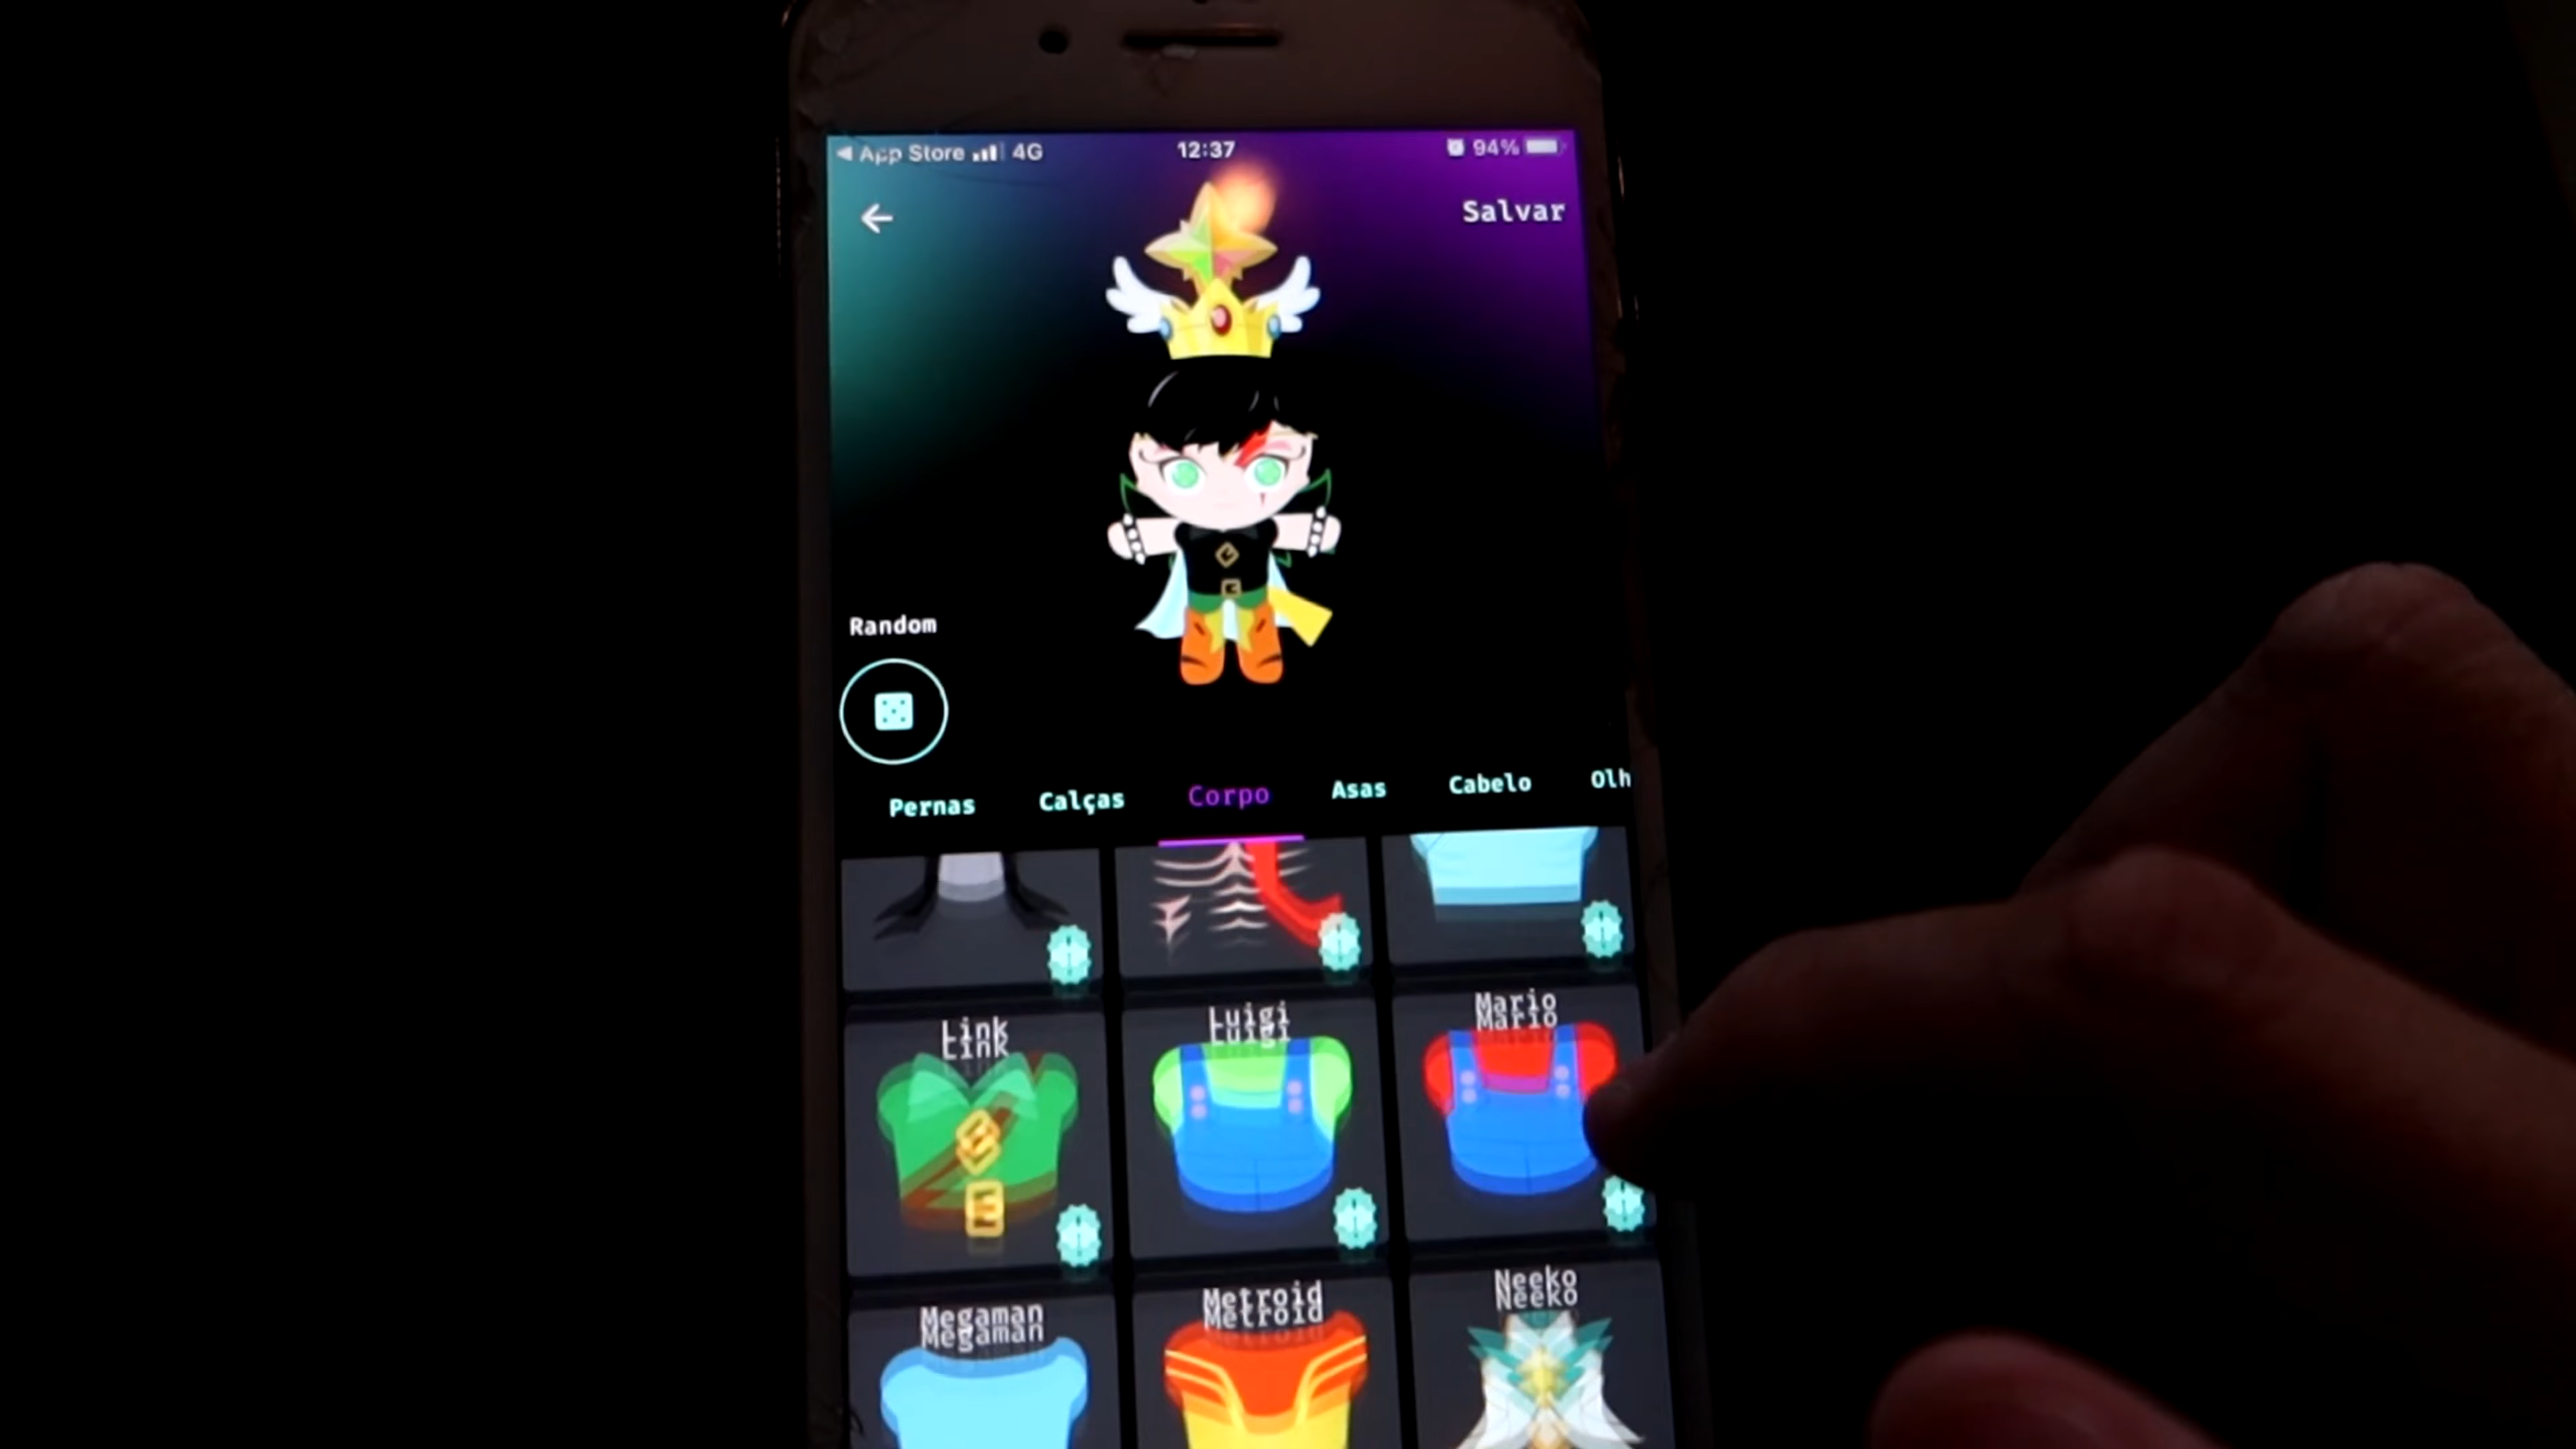 App Store 4G 12:37 94%
Salvar
Random
Pernas Calças Corpo Asas Cabelo Olh
Link Luigi Mario
Megaman Metroid Neeko